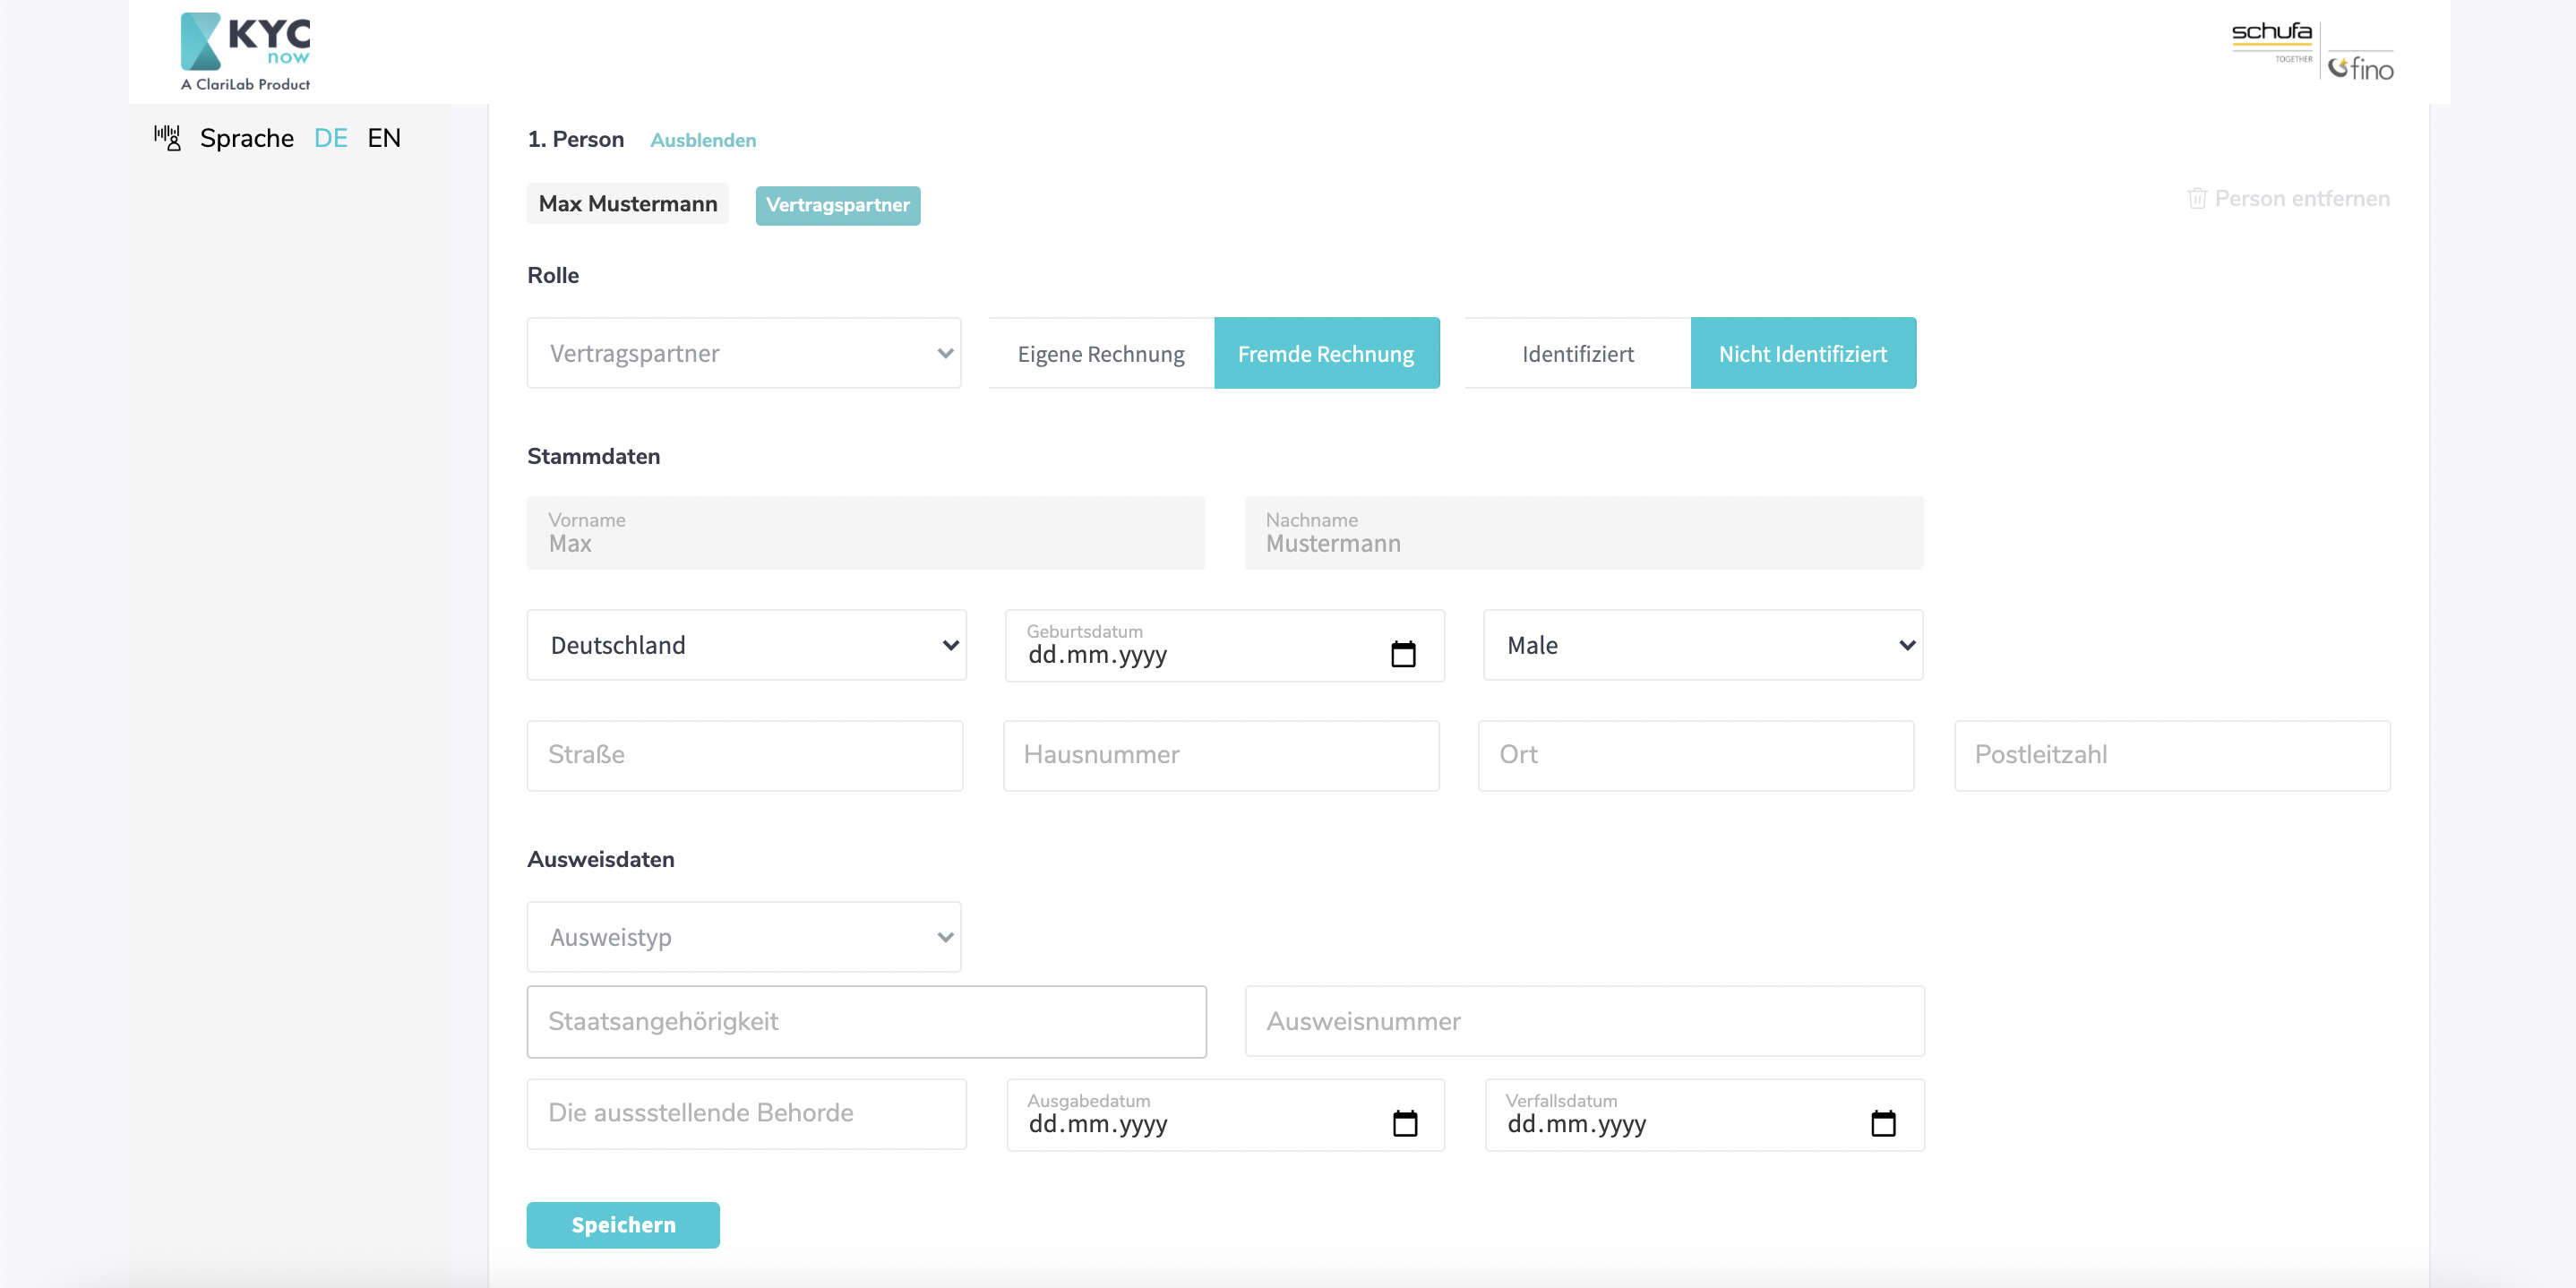 KYC
now
A ClariLab Product
schufa
TOGETHER
fino
Sprache DE EN
1. Person Ausblenden
Max Mustermann Vertragspartner
Person entfernen
Rolle
Vertragspartner Eigene Rechnung Fremde Rechnung Identifiziert Nicht Identifiziert
Stammdaten
Vorname
Max
Nachname
Mustermann
Deutschland
Geburtsdatum
dd.mm.yyyy
Male
Straße Hausnummer Ort Postleitzahl
Ausweisdaten
Ausweistyp
Staatsangehörigkeit Ausweisnummer
Die aussstellende Behorde
Ausgabedatum
dd.mm.yyyy
Verfallsdatum
dd.mm.yyyy
Speichern